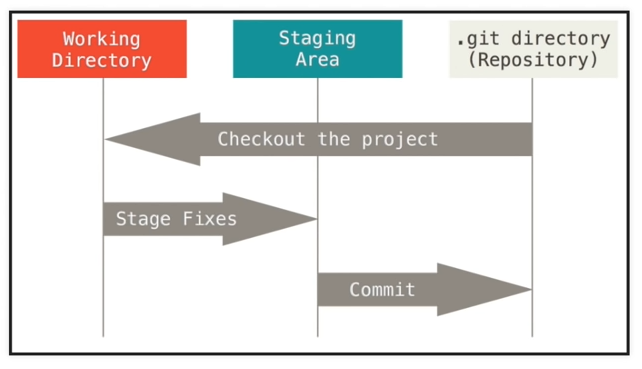 Working
Directory
Staging
Area
.git directory
(Repository)
Checkout the project
Stage Fixes
Commit